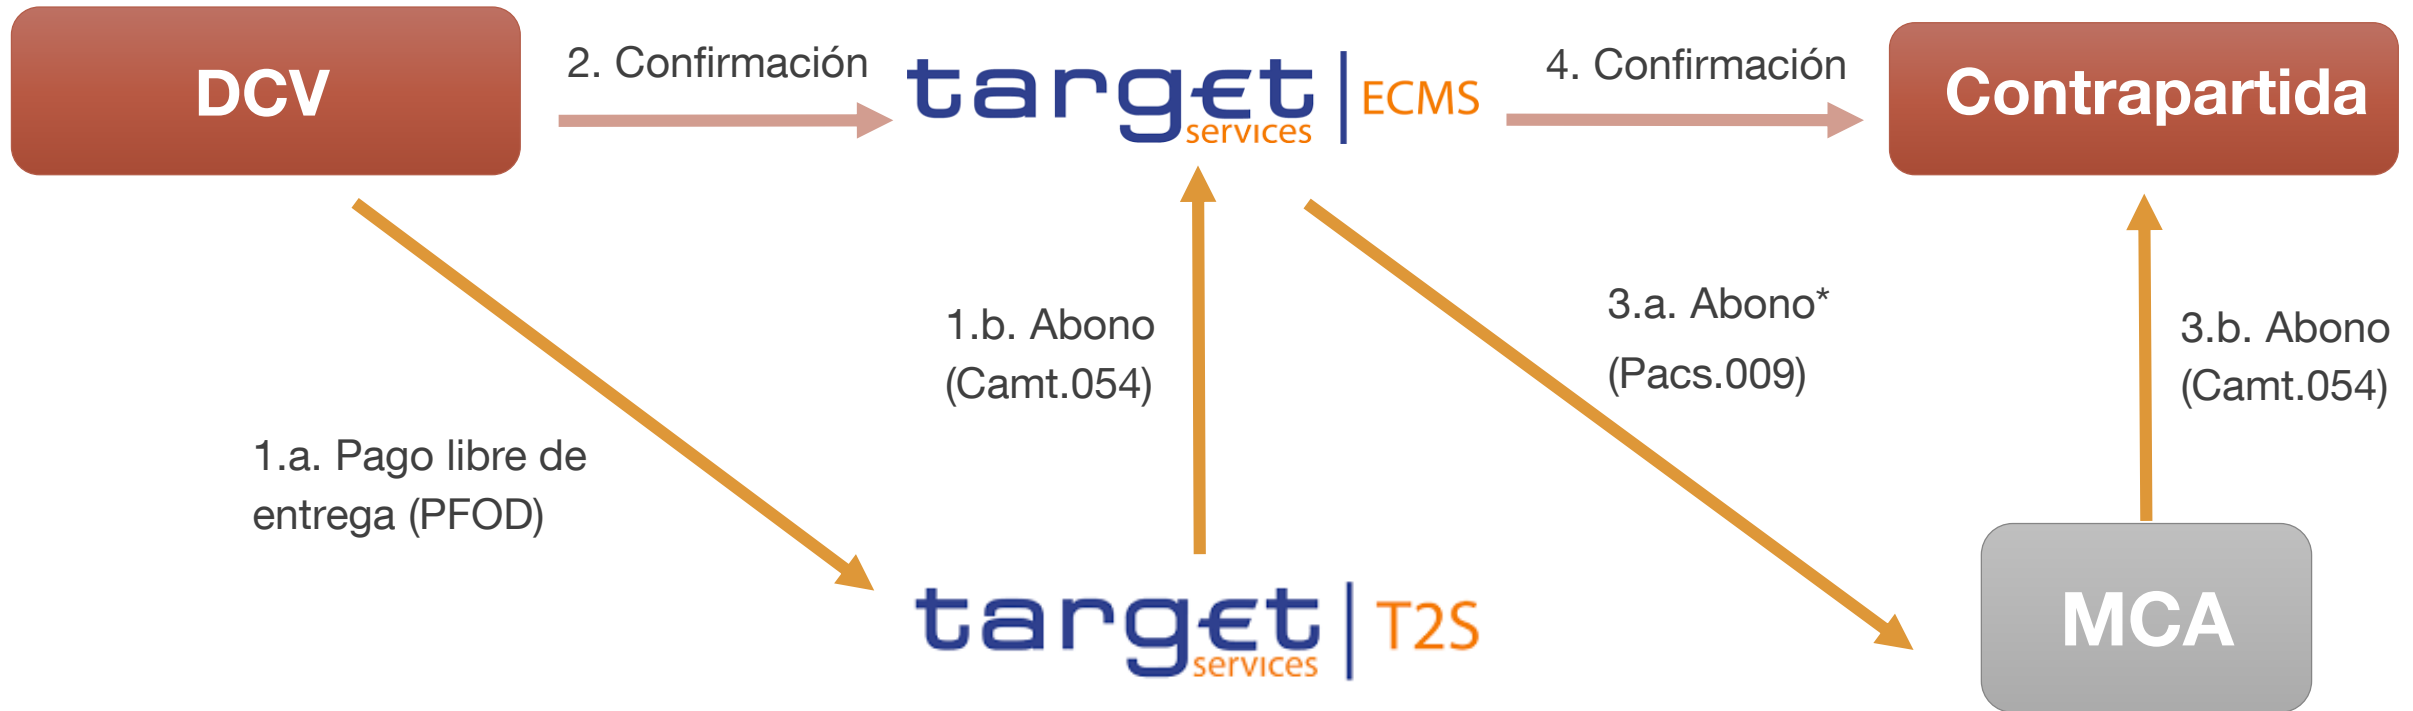 DCV
2. Confirmación
target
services
ECMS
4. Confirmación
Contrapartida
1.a. Pago libre de
entrega (PFOD)
1.b. Abono
(Camt.054)
3.a. Abono*
(Pacs.009)
3.b. Abono
(Camt.054)
target
services
T2S
MCA